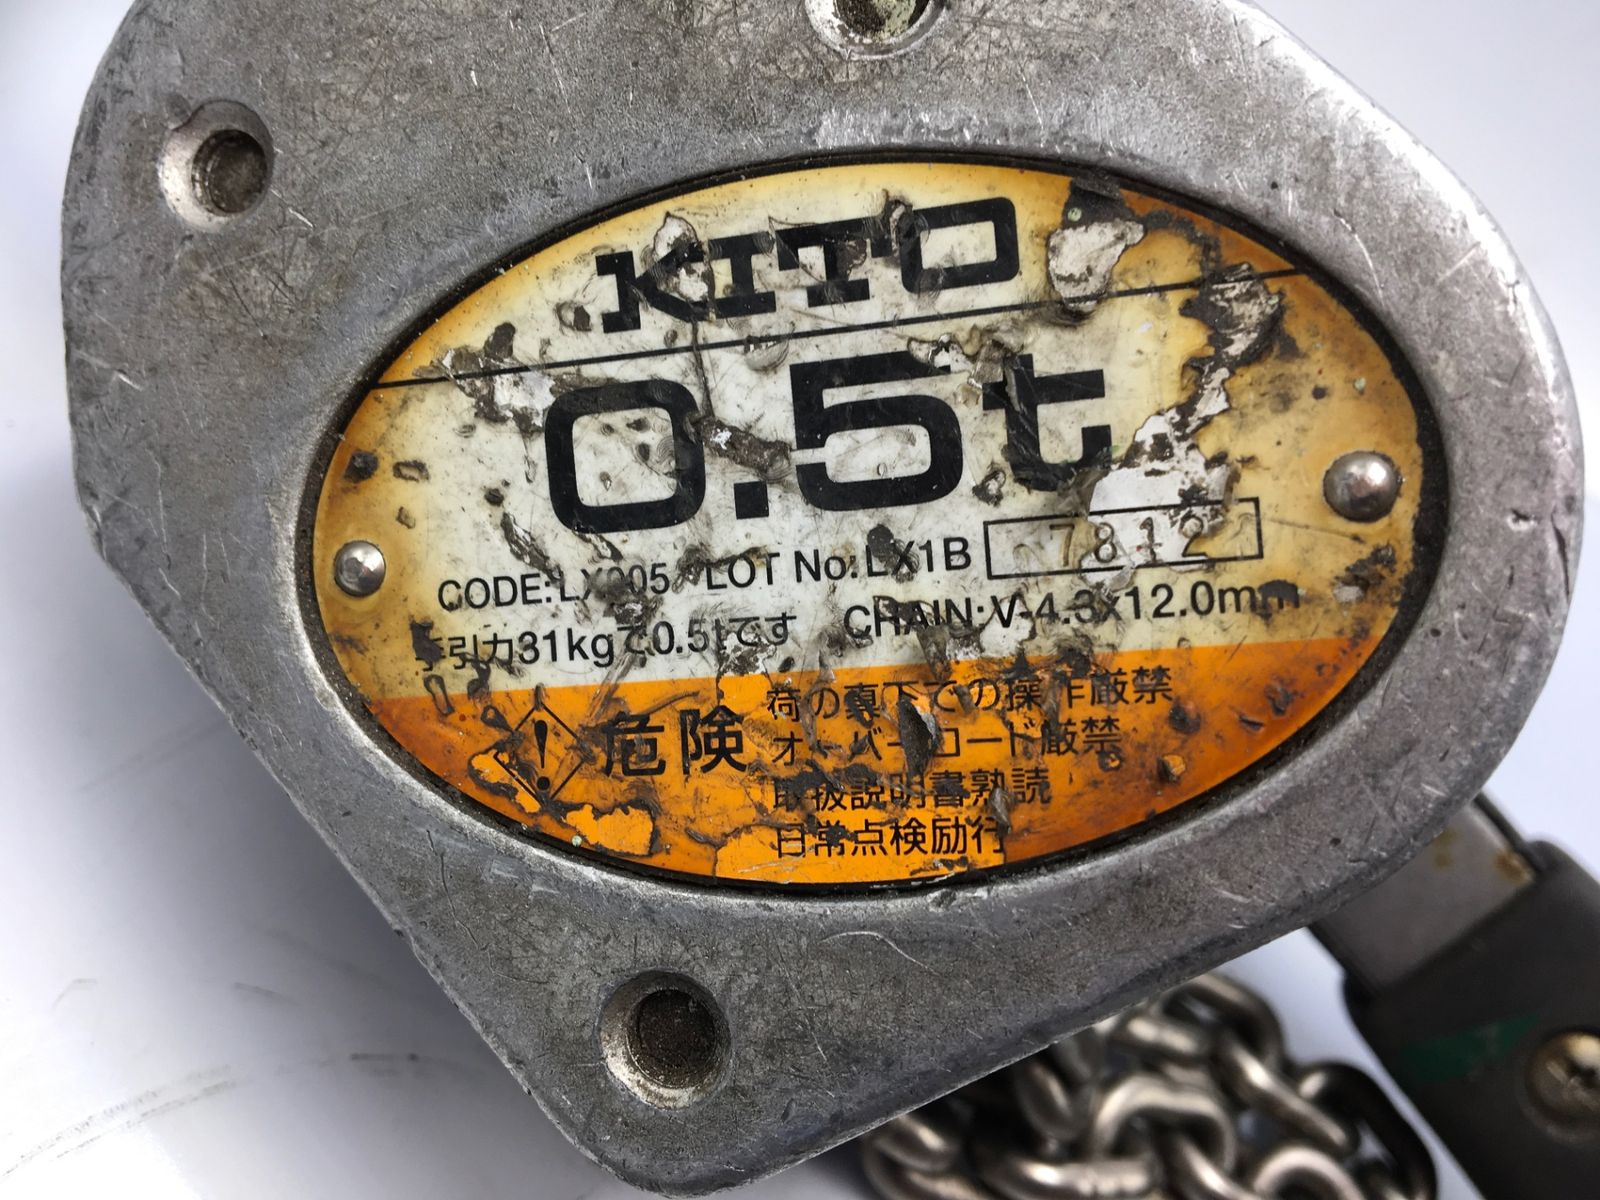 KITO
0.5t
CODE:LX005 LOT No:LX1B 7812
手引力31kgで0.5tです CHAIN:V-4.3x12.0mm
危険
荷の真下での操作厳禁
オーバーロード厳禁
取扱説明書熟読
日常点検励行